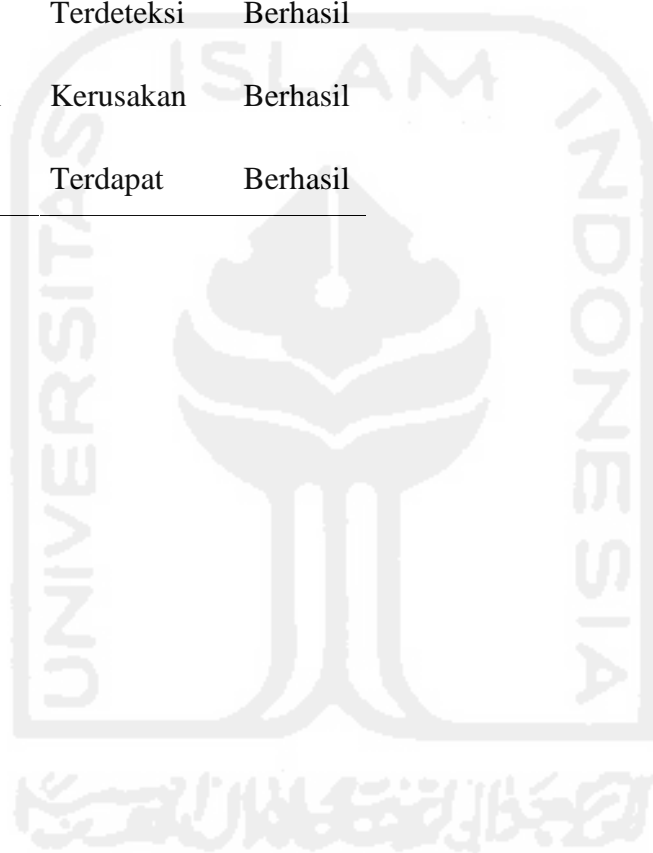 Terdeteksi Berhasil
Kerusakan Berhasil
Terdapat Berhasil
ISLAM
UNIVERSITAS
INDONESIA